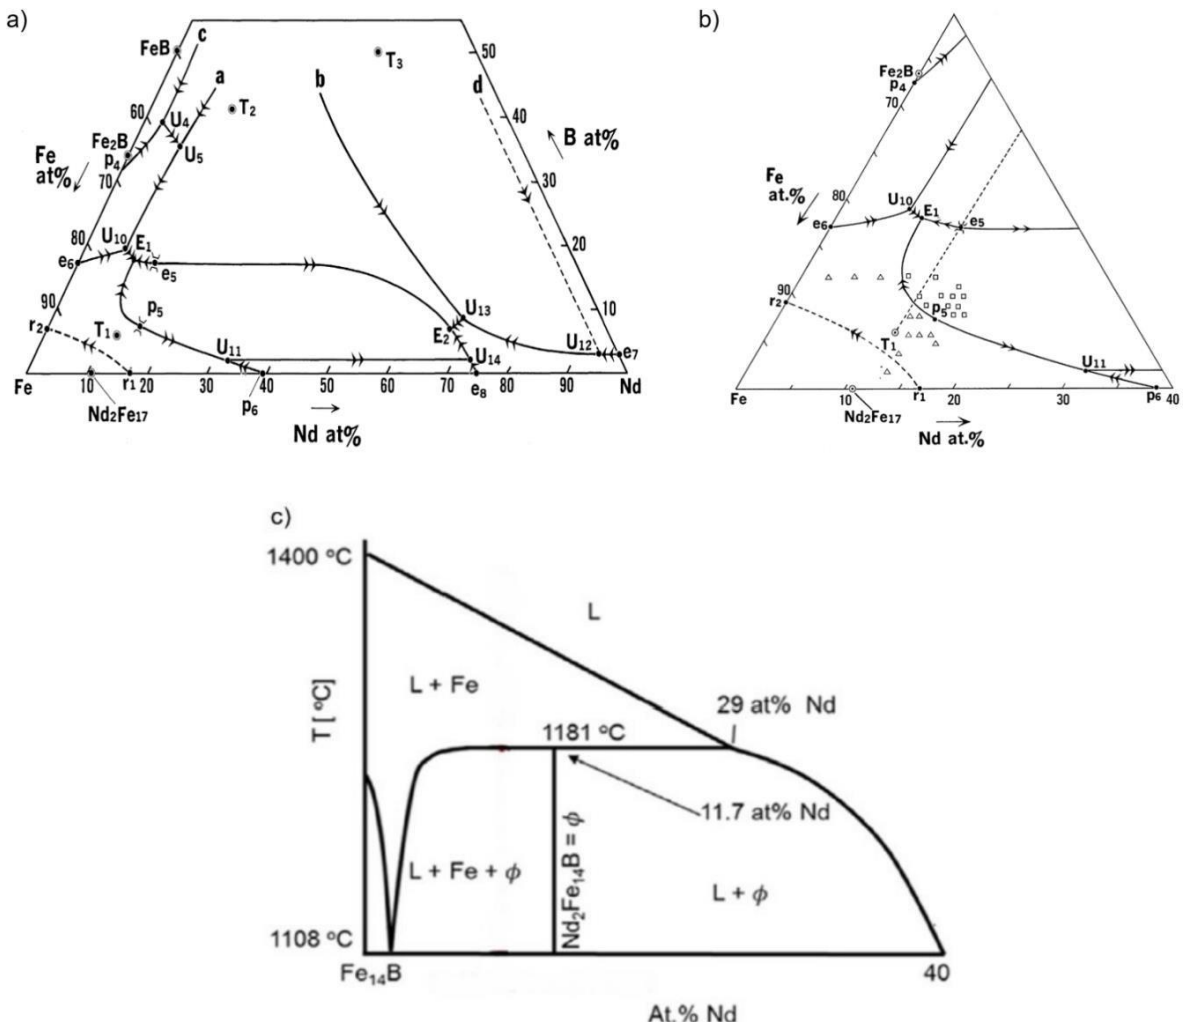 a)
FeB
c
a
b
T3
50
d
60
U4
T2
40
B at%
Fe2B
p4
U5
Fe
at%
70
30
80
U10
E1
20
e6
e5
90
p5
U13
10
r2
T1
E2
U11
U12
e7
U14
Fe
10
r1
20
30
40
50
60
70
80
90
Nd
p6
e8
Nd2Fe17
Nd at%
b)
Fe2B
p4
70
Fe
at.%
80
U10
E1
e6
e5
90
r2
p5
T1
U11
Fe
10
r1
20
30
p6
40
Nd2Fe17
Nd at.%
c)
1400 °C
L
L + Fe
29 at% Nd
T [ °C]
1181 °C
11.7 at% Nd
L + Fe + ϕ
Nd2Fe14B = ϕ
L + ϕ
1108 °C
Fe14B
40
At.% Nd